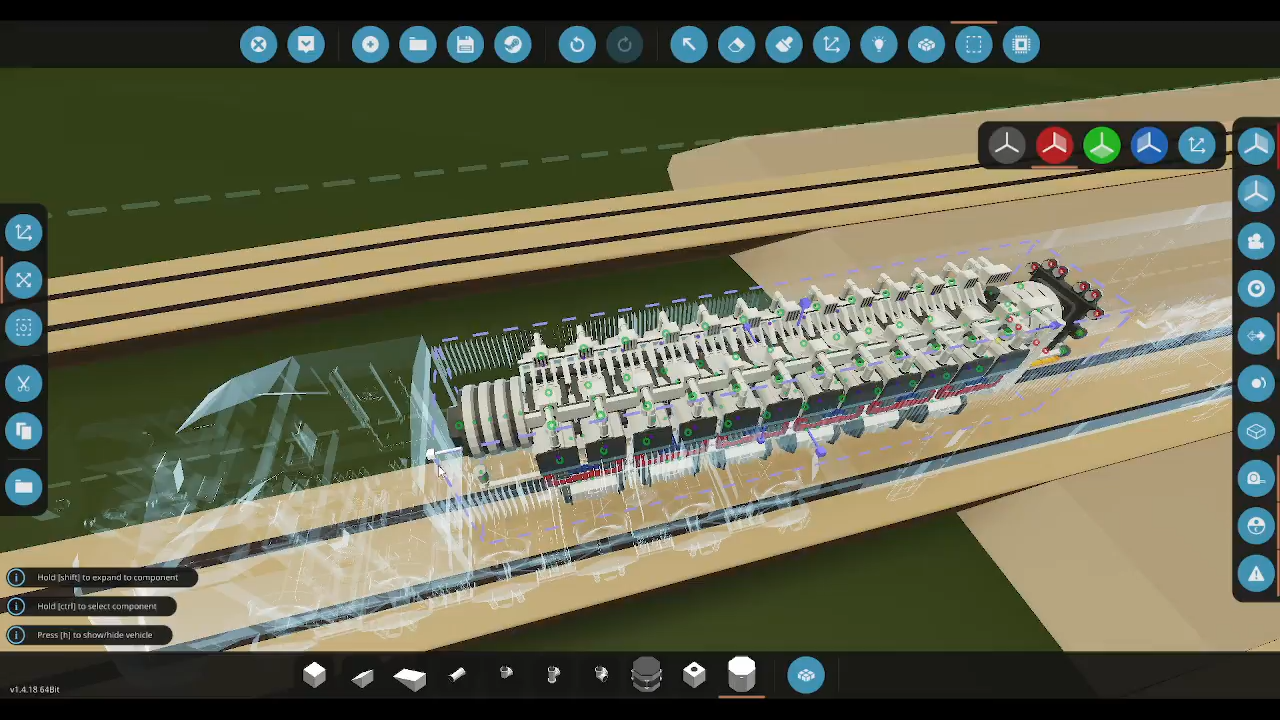 Hold [shift] to expand to component
Hold [ctrl] to select component
Press [h] to show/hide vehicle
v1.4.18 64Bit